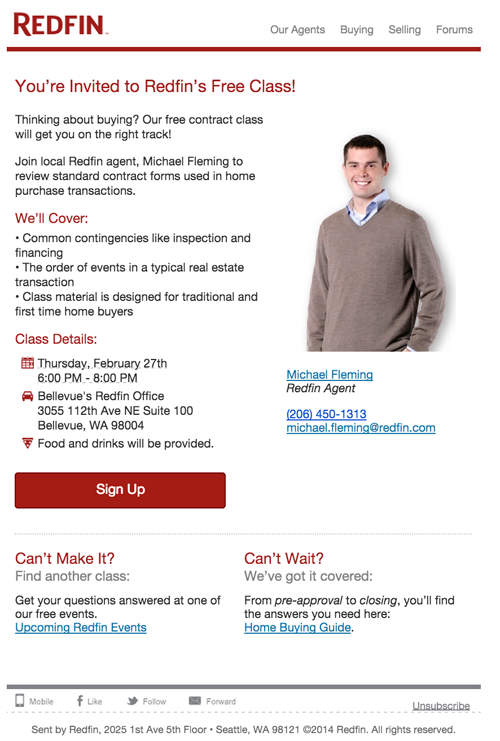 REDFIN
Our Agents Buying Selling Forums
You're Invited to Redfin's Free Class!
Thinking about buying? Our free contract class
will get you on the right track!
Join local Redfin agent, Michael Fleming to
review standard contract forms used in home
purchase transactions.
We'll Cover:
• Common contingencies like inspection and
financing
• The order of events in a typical real estate
transaction
• Class material is designed for traditional and
first time home buyers
Class Details:
Thursday, February 27th
6:00 PM - 8:00 PM
Bellevue's Redfin Office
3055 112th Ave NE Suite 100
Bellevue, WA 98004
Food and drinks will be provided.
Michael Fleming
Redfin Agent
(206) 450-1313
michael.fleming@redfin.com
Sign Up
Can't Make It?
Find another class:
Get your questions answered at one of
our free events.
Upcoming Redfin Events
Can't Wait?
We've got it covered:
From pre-approval to closing, you'll find
the answers you need here:
Home Buying Guide.
Mobile Like Follow Forward Unsubscribe
Sent by Redfin, 2025 1st Ave 5th Floor • Seattle, WA 98121 ©2014 Redfin. All rights reserved.